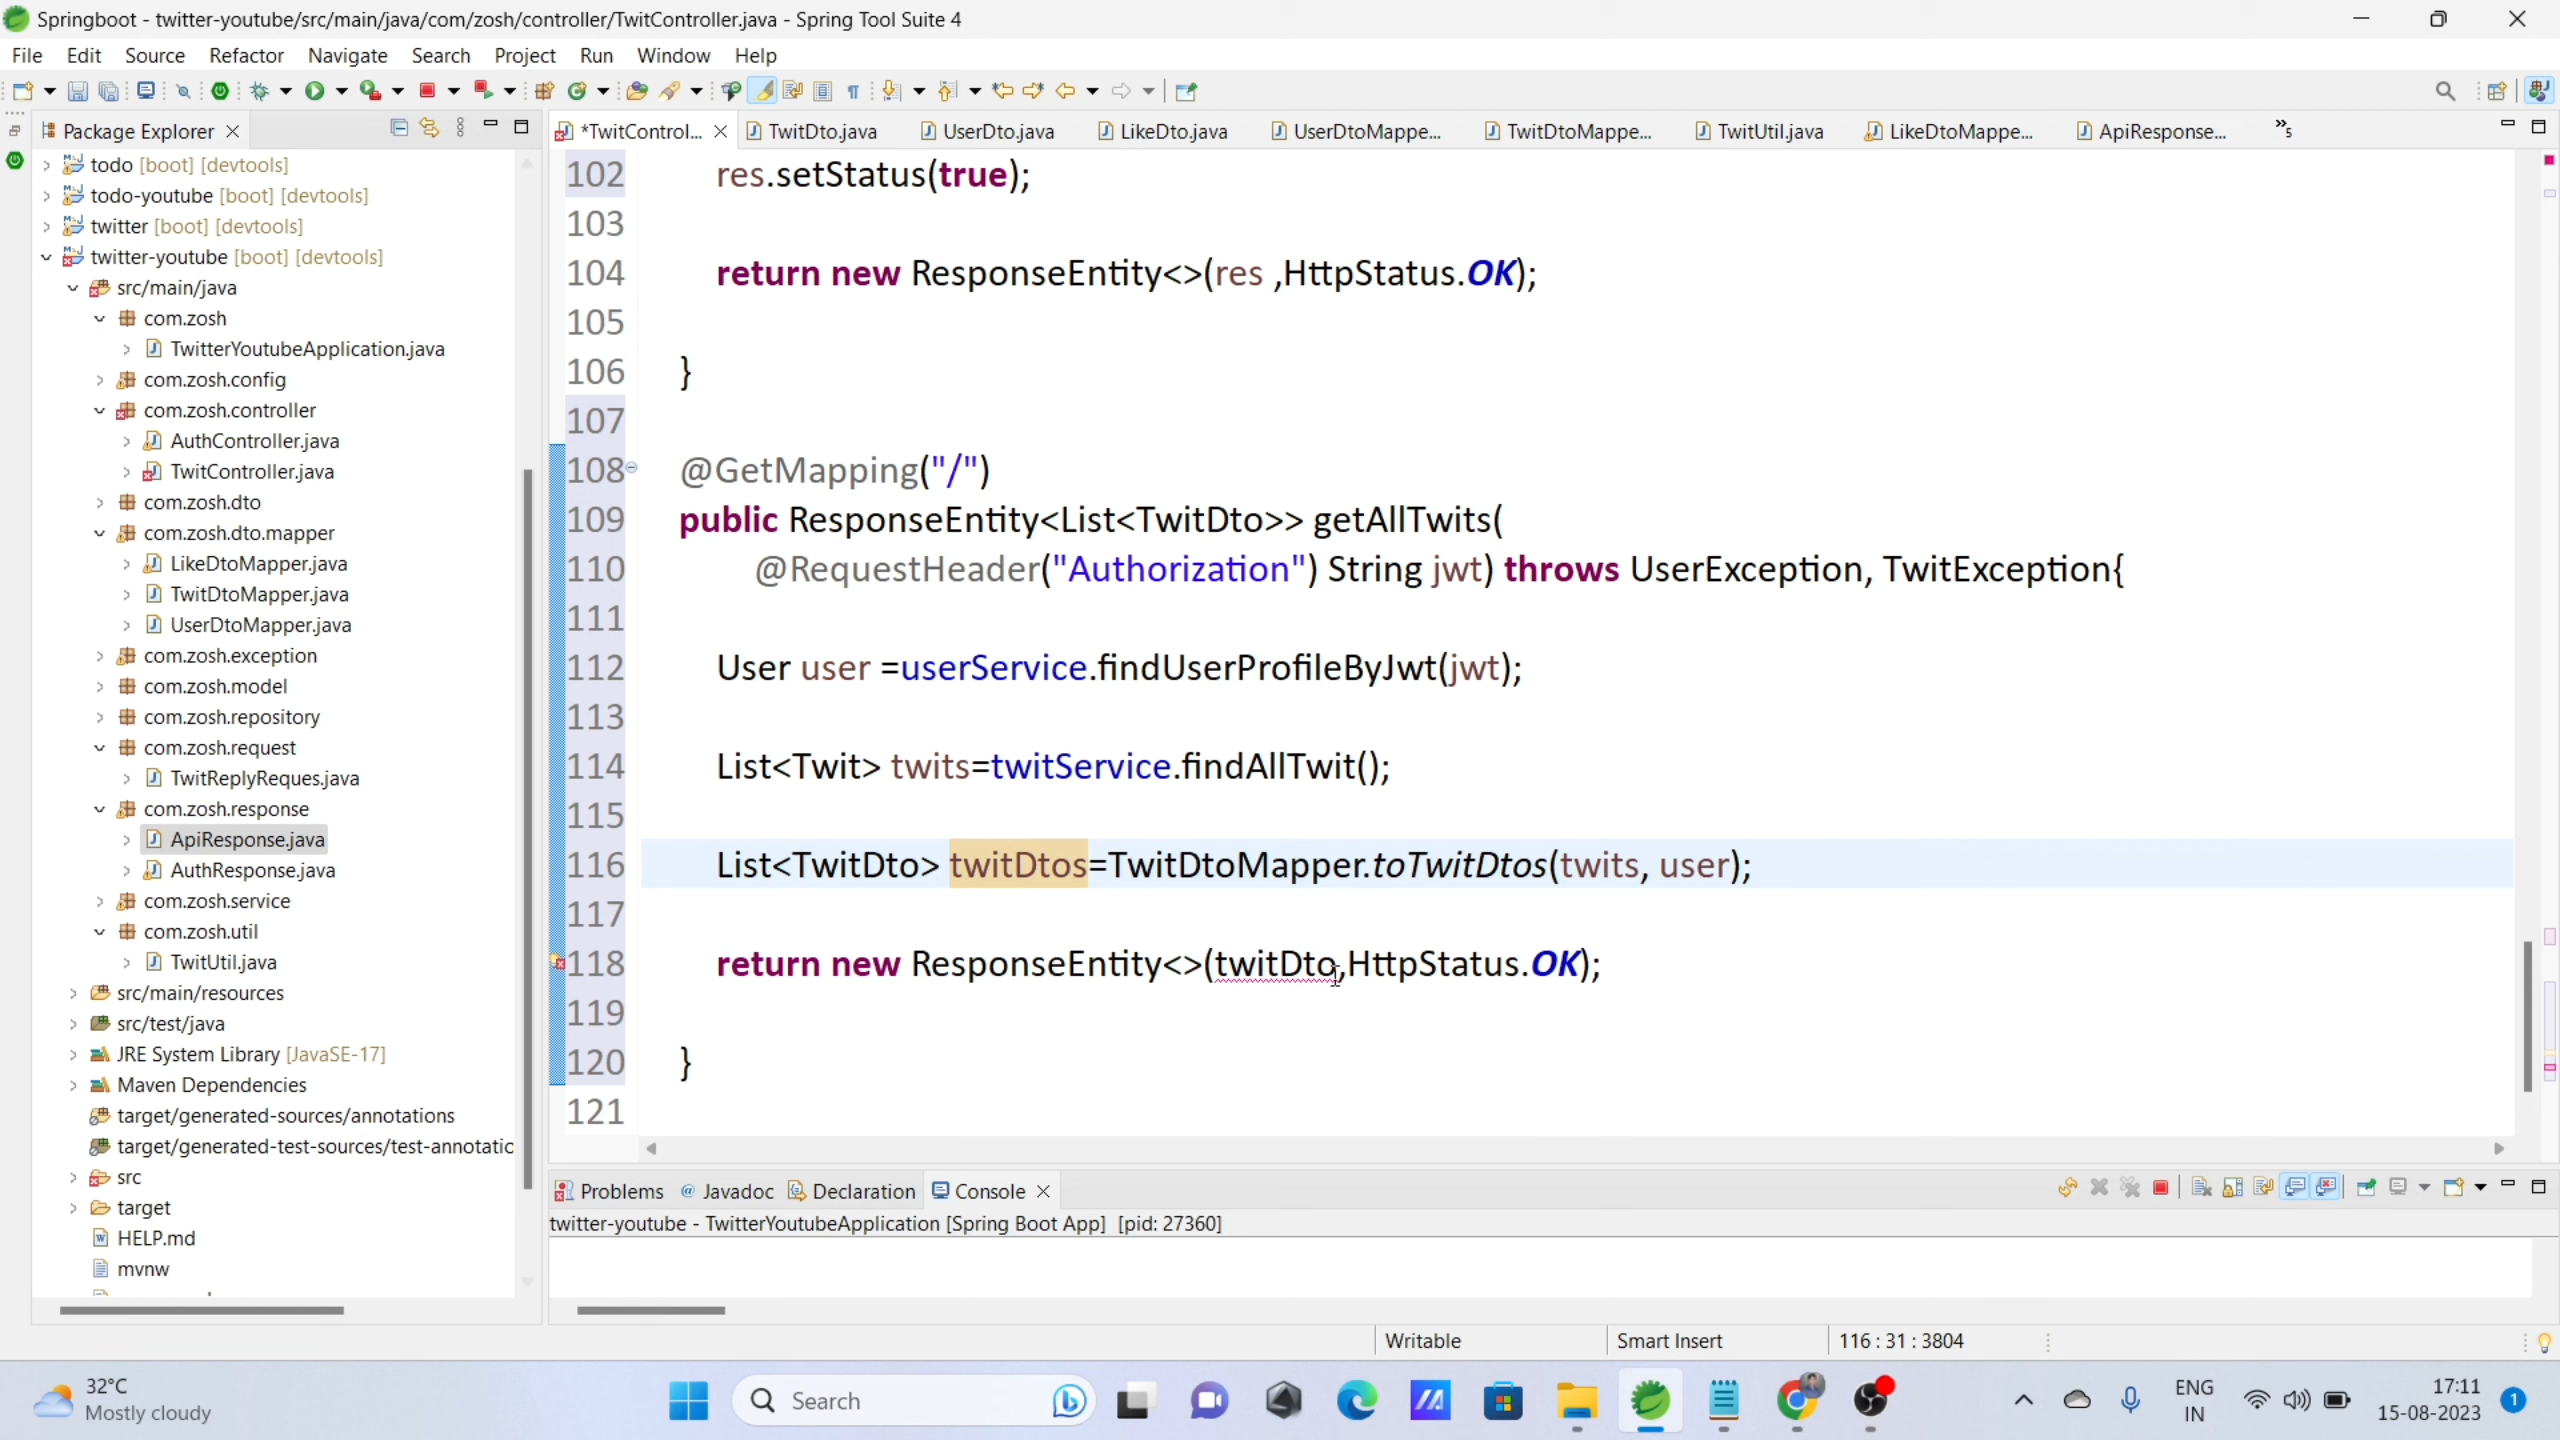 Springboot - twitter-youtube/src/main/java/com/zosh/controller/TwitController.java - Spring Tool Suite 4
File Edit Source Refactor Navigate Search Project Run Window Help
Package Explorer
todo [boot] [devtools]
todo-youtube [boot] [devtools]
twitter [boot] [devtools]
twitter-youtube [boot] [devtools]
src/main/java
com.zosh
TwitterYoutubeApplication.java
com.zosh.config
com.zosh.controller
AuthController.java
TwitController.java
com.zosh.dto
com.zosh.dto.mapper
LikeDtoMapper.java
TwitDtoMapper.java
UserDtoMapper.java
com.zosh.exception
com.zosh.model
com.zosh.repository
com.zosh.request
TwitReplyReques.java
com.zosh.response
ApiResponse.java
AuthResponse.java
com.zosh.service
com.zosh.util
TwitUtil.java
src/main/resources
src/test/java
JRE System Library [JavaSE-17]
Maven Dependencies
target/generated-sources/annotations
target/generated-test-sources/test-annotatic
src
target
HELP.md
mvnw
*TwitControl... TwitDto.java UserDto.java LikeDto.java UserDtoMappe... TwitDtoMappe... TwitUtil.java LikeDtoMappe... ApiResponse... »5
102 res.setStatus(true);
103
104 return new ResponseEntity<>(res ,HttpStatus.OK);
105
106 }
107
108 @GetMapping("/")
109 public ResponseEntity<List<TwitDto>> getAllTwits(
110 @RequestHeader("Authorization") String jwt) throws UserException, TwitException{
111
112 User user =userService.findUserProfileByJwt(jwt);
113
114 List<Twit> twits=twitService.findAllTwit();
115
116 List<TwitDto> twitDtos=TwitDtoMapper.toTwitDtos(twits, user);
117
118 return new ResponseEntity<>(twitDto,HttpStatus.OK);
119
120 }
121
Problems @ Javadoc Declaration Console
twitter-youtube - TwitterYoutubeApplication [Spring Boot App] [pid: 27360]
Writable Smart Insert 116 : 31 : 3804
32°C
Mostly cloudy
Search
ENG
IN
17:11
15-08-2023
1